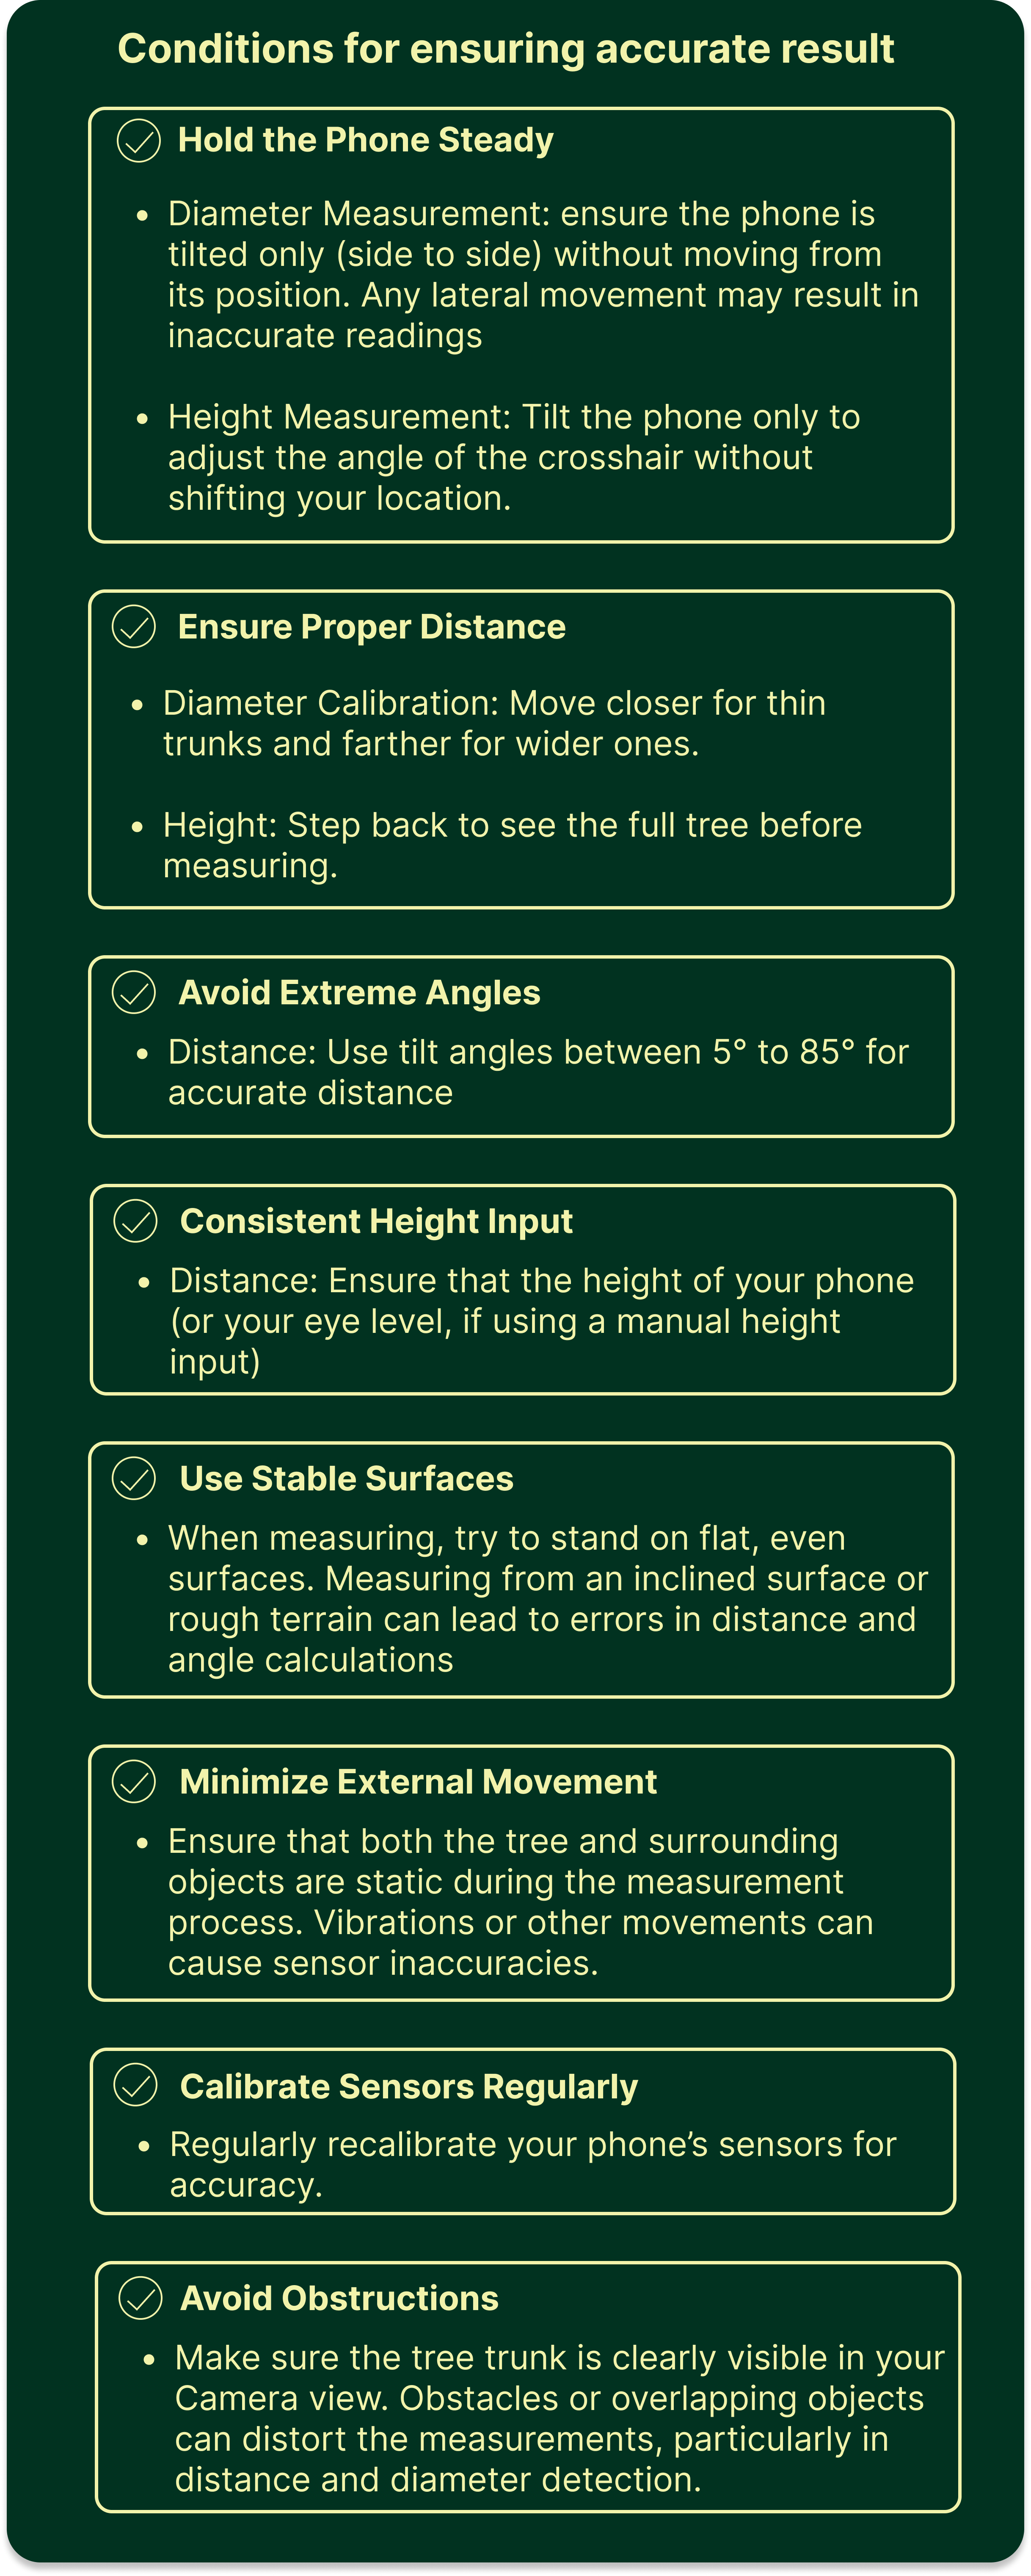 Conditions for ensuring accurate result
Hold the Phone Steady
• Diameter Measurement: ensure the phone is
tilted only (side to side) without moving from
its position. Any lateral movement may result in
inaccurate readings
• Height Measurement: Tilt the phone only to
adjust the angle of the crosshair without
shifting your location.
Ensure Proper Distance
• Diameter Calibration: Move closer for thin
trunks and farther for wider ones.
• Height: Step back to see the full tree before
measuring.
Avoid Extreme Angles
• Distance: Use tilt angles between 5° to 85° for
accurate distance
Consistent Height Input
• Distance: Ensure that the height of your phone
(or your eye level, if using a manual height
input)
Use Stable Surfaces
• When measuring, try to stand on flat, even
surfaces. Measuring from an inclined surface or
rough terrain can lead to errors in distance and
angle calculations
Minimize External Movement
• Ensure that both the tree and surrounding
objects are static during the measurement
process. Vibrations or other movements can
cause sensor inaccuracies.
Calibrate Sensors Regularly
• Regularly recalibrate your phone’s sensors for
accuracy.
Avoid Obstructions
• Make sure the tree trunk is clearly visible in your
Camera view. Obstacles or overlapping objects
can distort the measurements, particularly in
distance and diameter detection.